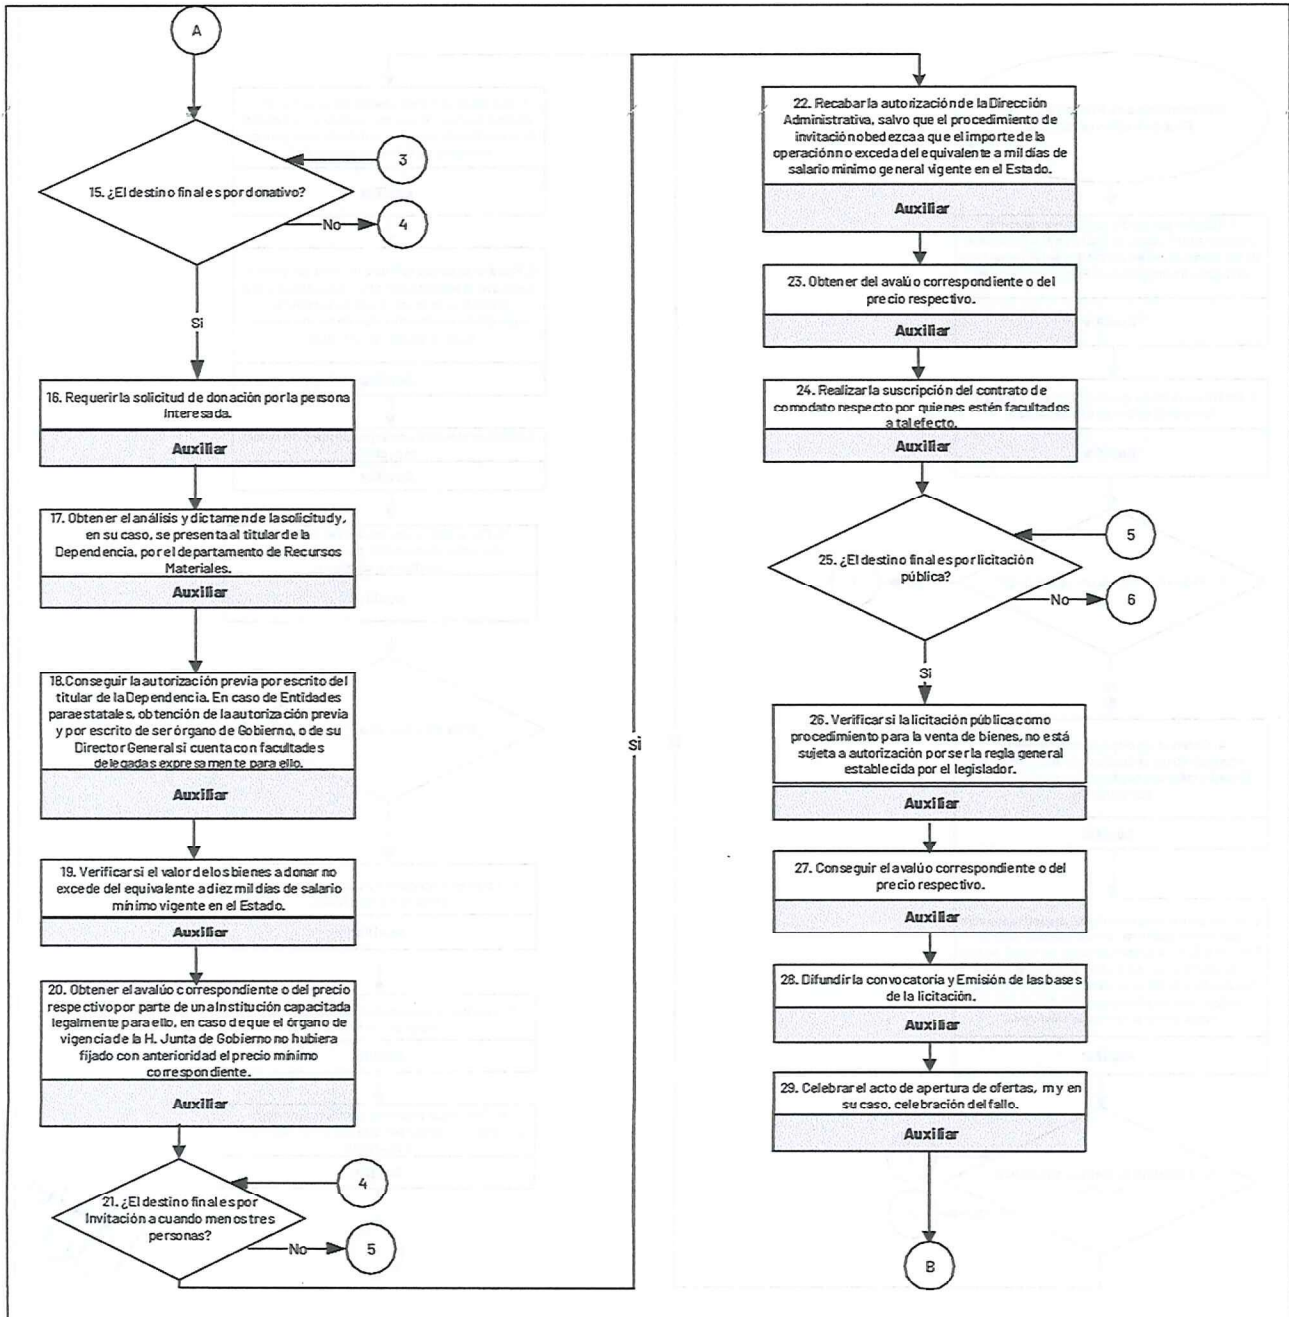 A
3
15. ¿El destino final es por donativo?
No
4
Si
16. Requerir la solicitud de donación por la persona
Interesada.
Auxiliar
17. Obtener el análisis y dictamen de la solicitud y,
en su caso, se presenta al titular de la
Dependencia, por el departamento de Recursos
Materiales.
Auxiliar
18.Conseguir la autorización previa por escrito del
titular de la Dependencia. En caso de Entidades
paraestatales, obtención de la autorización previa
y por escrito de ser órgano de Gobierno, o de su
Director General si cuenta con facultades
delegadas expresamente para ello.
Auxiliar
19. Verificar si el valor de los bienes a donar no
excede del equivalente a diez mil días de salario
mínimo vigente en el Estado.
Auxiliar
20. Obtener el avalúo correspondiente o del precio
respectivo por parte de una Institución capacitada
legalmente para ello, en caso de que el órgano de
vigencia de la H. Junta de Gobierno no hubiera
fijado con anterioridad el precio mínimo
correspondiente.
Auxiliar
4
21. ¿El destino final es por
Invitación a cuando menos tres
personas?
No
5
Si
22. Recabar la autorización de la Dirección
Administrativa, salvo que el procedimiento de
invitación obedezca a que el importe de la
operación no exceda del equivalente a mil días de
salario mínimo general vigente en el Estado.
Auxiliar
23. Obtener del avalúo correspondiente o del
precio respectivo.
Auxiliar
24. Realizar la suscripción del contrato de
comodato respecto por quienes estén facultados
a tal efecto.
Auxiliar
5
25. ¿El destino final es por licitación
pública?
No
6
Si
26. Verificar si la licitación pública como
procedimiento para la venta de bienes, no está
sujeta a autorización por ser la regla general
establecida por el legislador.
Auxiliar
27. Conseguir el avalúo correspondiente o del
precio respectivo.
Auxiliar
28. Difundir la convocatoria y Emisión de las bases
de la licitación.
Auxiliar
29. Celebrar el acto de apertura de ofertas, m y en
su caso, celebración del fallo.
Auxiliar
B